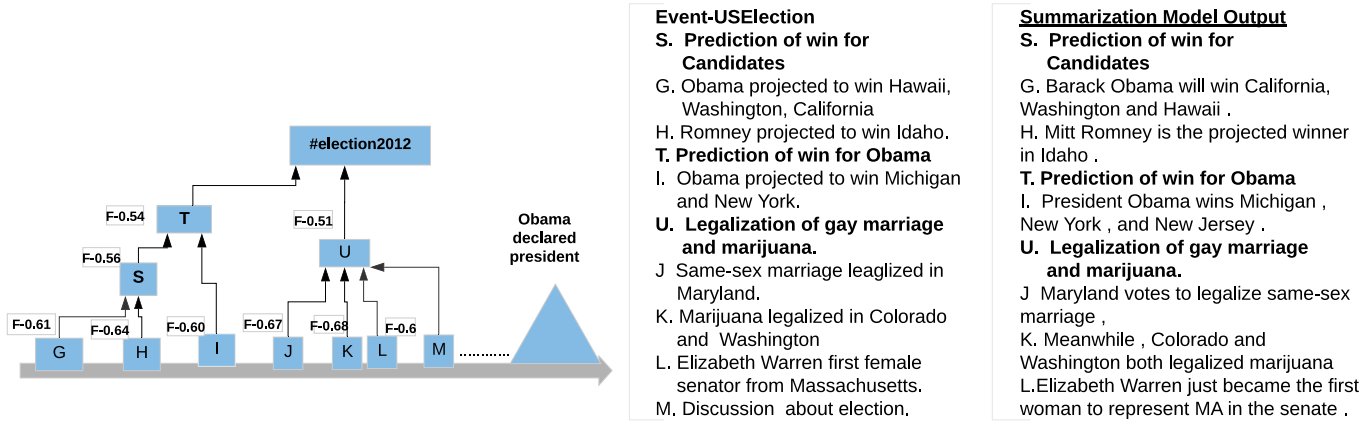 #election2012
F-0.54
T
F-0.51
F-0.56
S
U
Obama
declared
president
F-0.61
F-0.64
F-0.60
F-0.67
F-0.68
F-0.6
G
H
I
J
K
L
M
...........
Event-USElection
S. Prediction of win for
Candidates
G. Obama projected to win Hawaii,
Washington, California
H. Romney projected to win Idaho.
T. Prediction of win for Obama
I. Obama projected to win Michigan
and New York.
U. Legalization of gay marriage
and marijuana.
J Same-sex marriage leaglized in
Maryland.
K. Marijuana legalized in Colorado
and Washington
L. Elizabeth Warren first female
senator from Massachusetts.
M. Discussion about election.
Summarization Model Output
S. Prediction of win for
Candidates
G. Barack Obama will win California,
Washington and Hawaii .
H. Mitt Romney is the projected winner
in Idaho .
T. Prediction of win for Obama
I. President Obama wins Michigan ,
New York , and New Jersey .
U. Legalization of gay marriage
and marijuana.
J Maryland votes to legalize same-sex
marriage ,
K. Meanwhile , Colorado and
Washington both legalized marijuana
L.Elizabeth Warren just became the first
woman to represent MA in the senate .